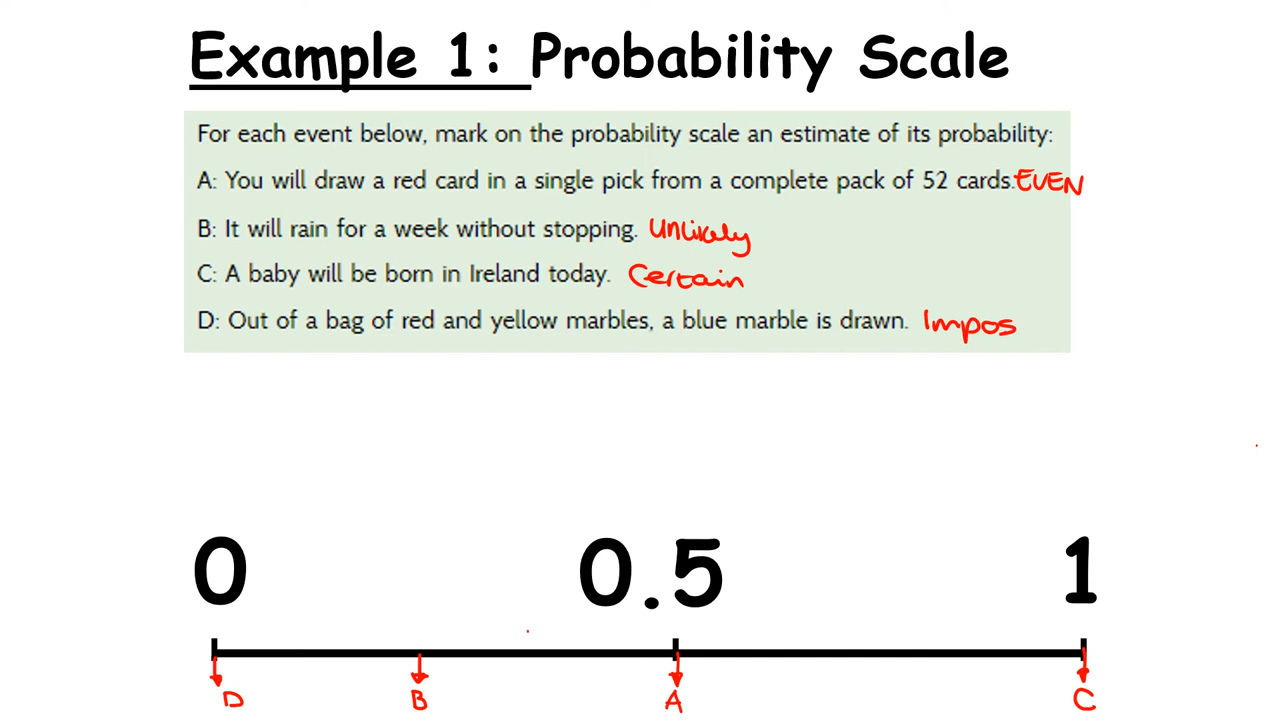 Example 1: Probability Scale
For each event below, mark on the probability scale an estimate of its probability:
A: You will draw a red card in a single pick from a complete pack of 52 cards. EVEN
B: It will rain for a week without stopping. Unlikely
C: A baby will be born in Ireland today. Certain
D: Out of a bag of red and yellow marbles, a blue marble is drawn. Impos
0 0.5 1
D B A C